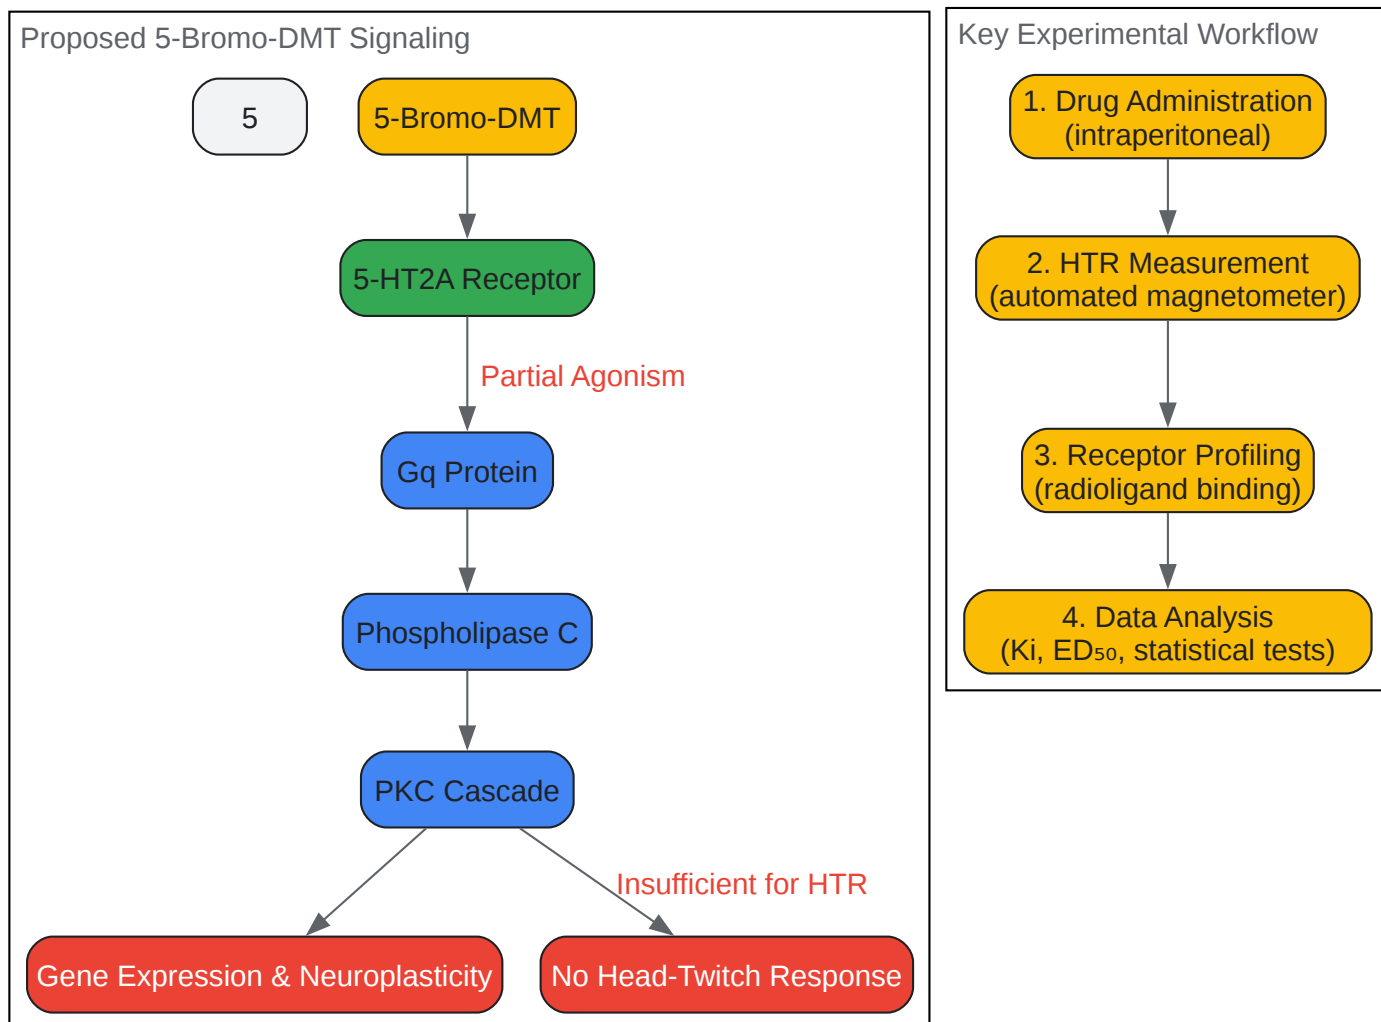 Proposed 5-Bromo-DMT Signaling
5
5-Bromo-DMT
5-HT2A Receptor
Partial Agonism
Gq Protein
Phospholipase C
PKC Cascade
Insufficient for HTR
Gene Expression & Neuroplasticity
No Head-Twitch Response
Key Experimental Workflow
1. Drug Administration
(intraperitoneal)
2. HTR Measurement
(automated magnetometer)
3. Receptor Profiling
(radioligand binding)
4. Data Analysis
(Ki, ED₅₀, statistical tests)